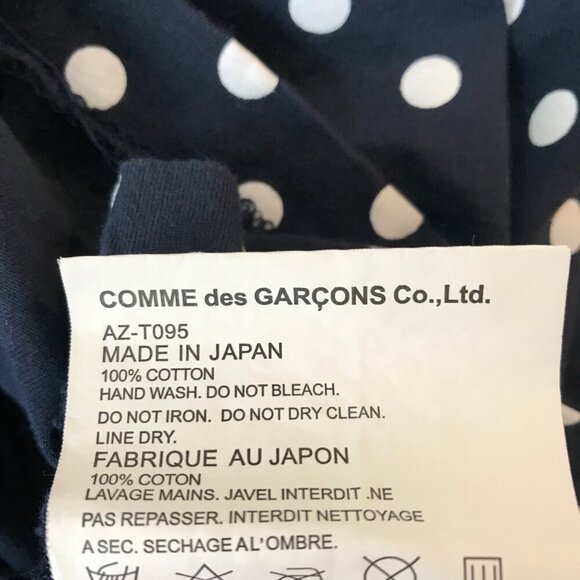 COMME des GARÇONS Co.,Ltd.
AZ-T095
MADE IN JAPAN
100% COTTON
HAND WASH. DO NOT BLEACH.
DO NOT IRON. DO NOT DRY CLEAN.
LINE DRY.
FABRIQUE AU JAPON
100% COTON
LAVAGE MAINS. JAVEL INTERDIT .NE
PAS REPASSER. INTERDIT NETTOYAGE
A SEC. SECHAGE AL'OMBRE.